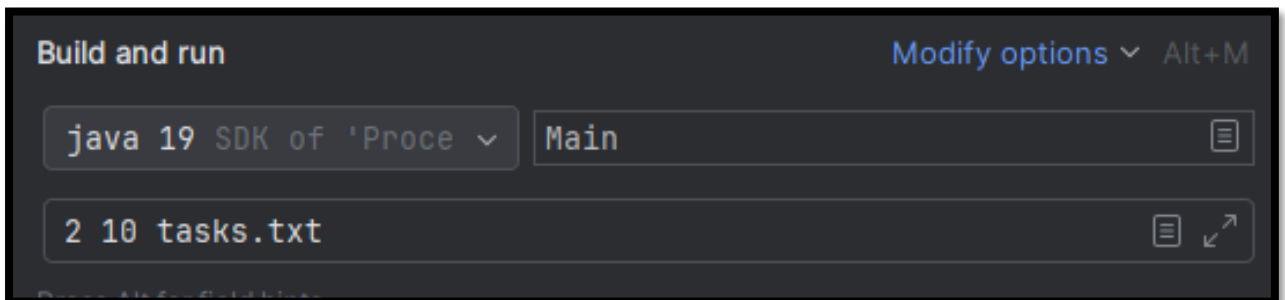 Build and run
Modify options Alt+M
java 19 SDK of 'Proce
Main
2 10 tasks.txt